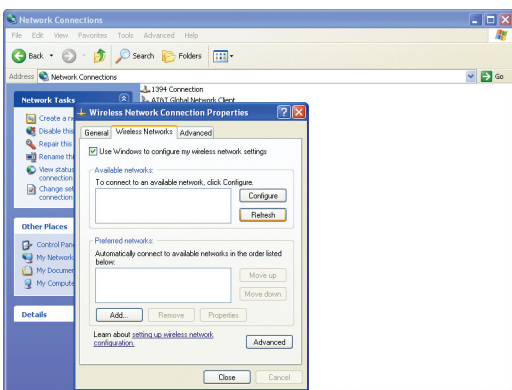 Network Connections
File Edit View Favorites Tools Advanced Help
Back Search Folders
Address Network Connections Go
1394 Connection
AT&T Global Network Client
Network Tasks
Create a n
Disable this
Repair this
Rename th
View status
connection
Change set
connection
Other Places
Control Pane
My Network
My Documen
My Compute
Details
Wireless Network Connection Properties
General Wireless Networks Advanced
Use Windows to configure my wireless network settings
Available networks:
To connect to an available network, click Configure.
Configure
Refresh
Preferred networks:
Automatically connect to available networks in the order listed
below:
Move up
Move down
Add... Remove Properties
Learn about setting up wireless network
configuration.
Advanced
Close Cancel